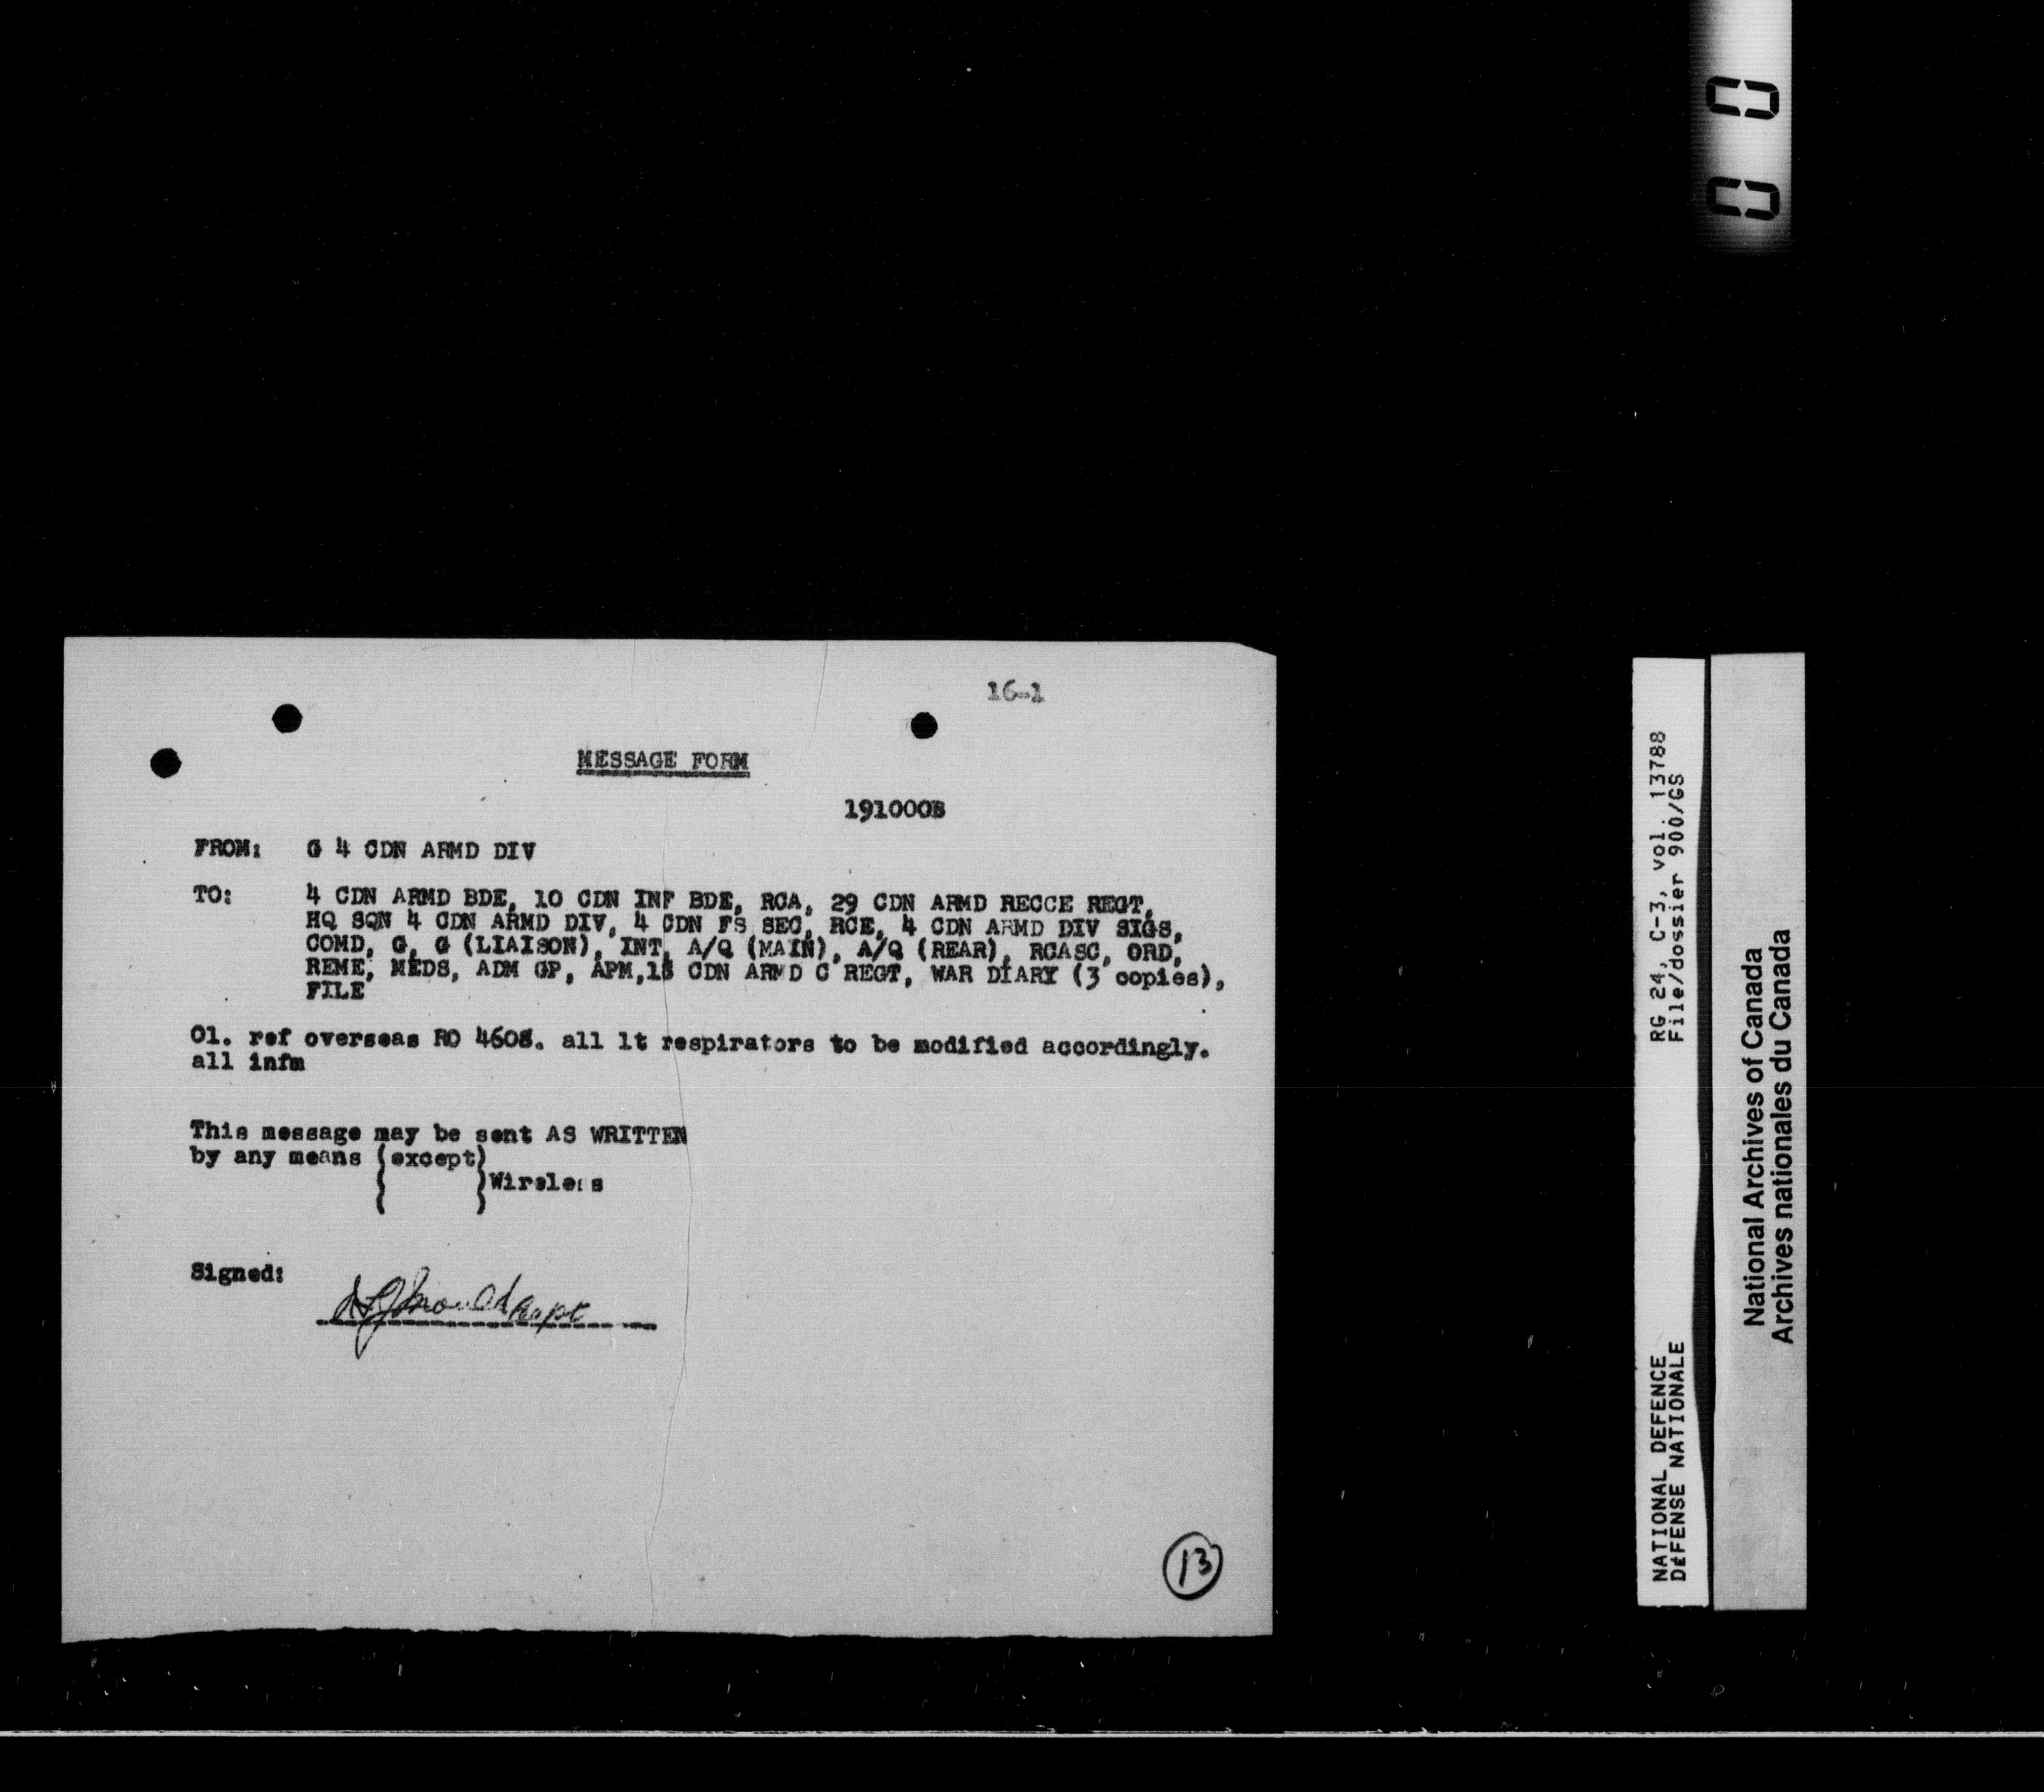 0 0
16-1
MESSAGE FORM
191000B
FROM: G 4 CDN ARMD DIV
TO: 4 CDN ARMD BDE, 10 CDN INF BDE, RCA, 29 CDN ARMD RECCE REGT,
HQ SQN 4 CDN ARMD DIV, 4 CDN FS SEC, RCE, 4 CDN ARMD DIV SIGS,
COMD, G, G (LIAISON), INT, A/Q (MAIN), A/Q (REAR), RCASC, ORD,
REME, MEDS, ADM GP, APM, CDN ARMD C REGT, WAR DIARY (3 copies),
FILE
O1. ref overseas RO 4608. all lt respirators to be modified accordingly.
all infm
This message may be sent AS WRITTEN
by any means (except)
Wireless
Signed:
Capt
13
RG 24, C-3, vol. 13788
File/dossier 900/GS
NATIONAL DEFENCE
DÉFENSE NATIONALE
National Archives of Canada
Archives nationales du Canada